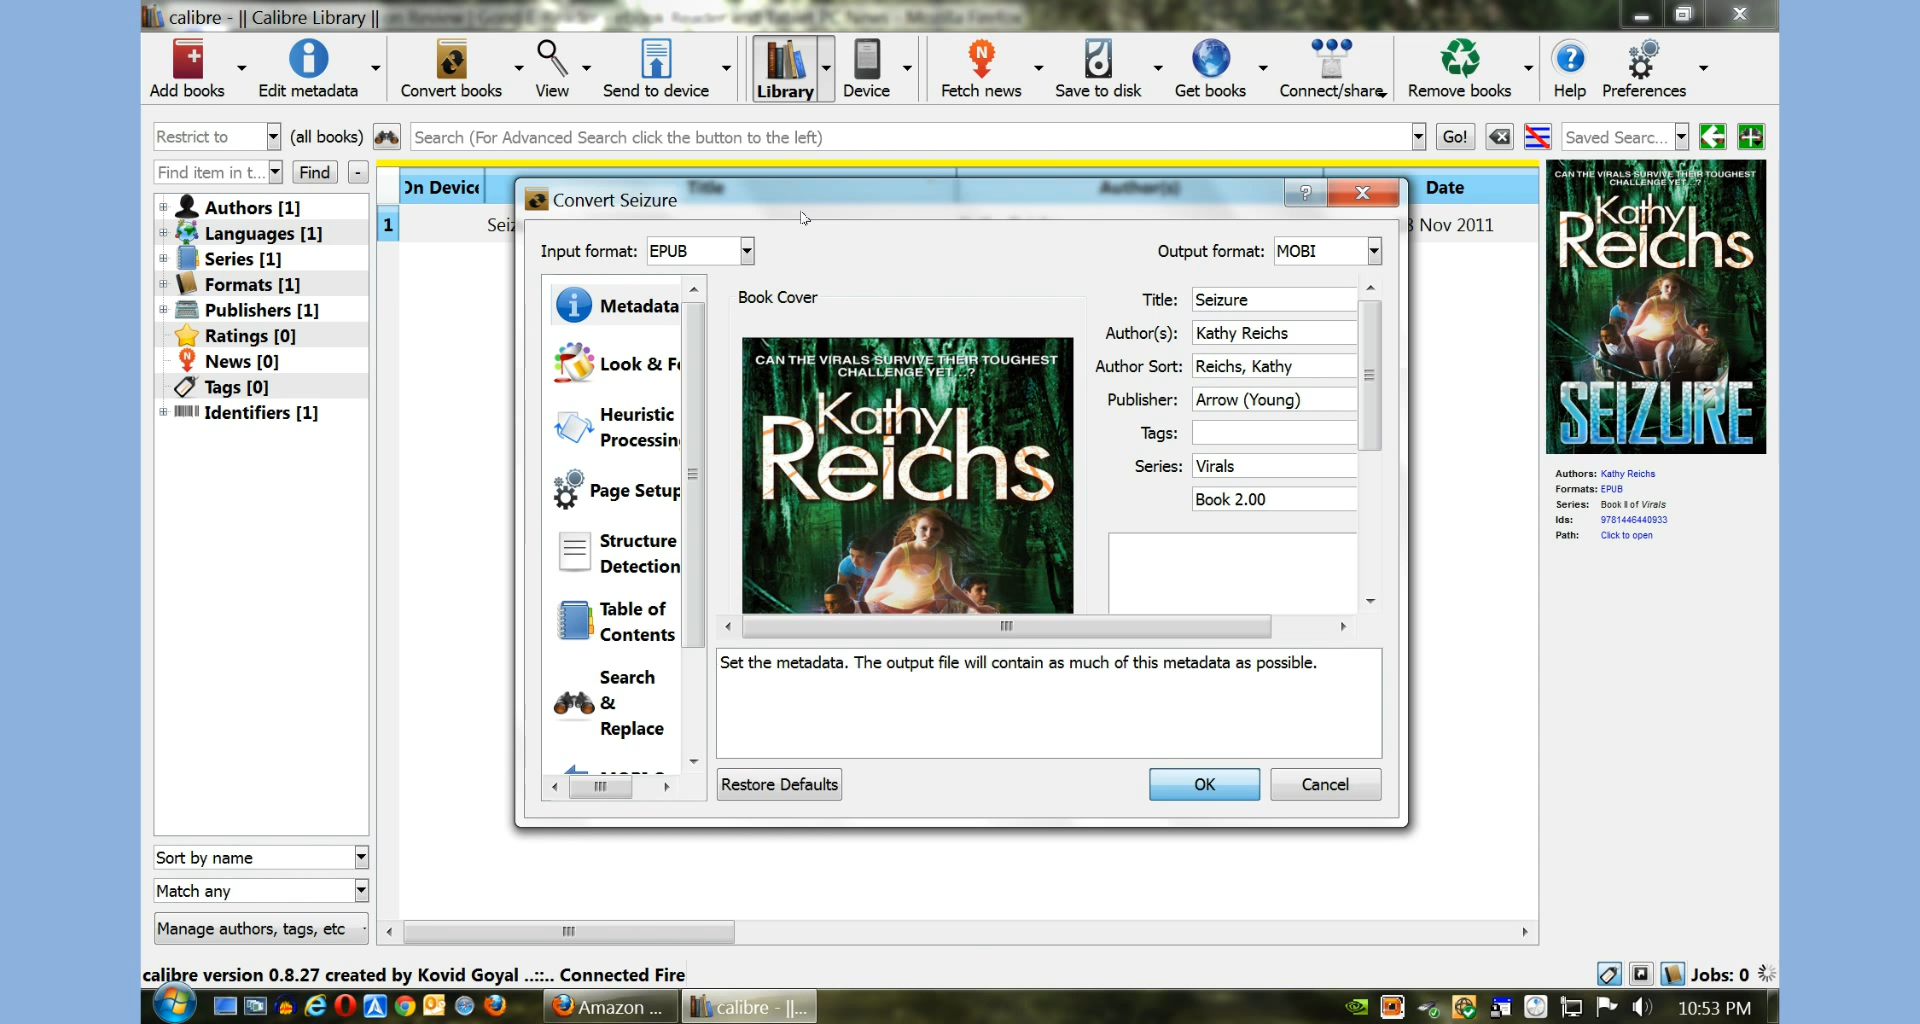 calibre - || Calibre Library ||
Add books
Edit metadata
Convert books
View
Send to device
Library
Device
Fetch news
Save to disk
Get books
Connect/share
Remove books
Help
Preferences
Restrict to
(all books)
Search (For Advanced Search click the button to the left)
Go!
Saved Searc...
Find item in t...
Find
-
On Device
Title
Author(s)
Date
1
Seiz
Nov 2011
Authors [1]
Languages [1]
Series [1]
Formats [1]
Publishers [1]
Ratings [0]
News [0]
Tags [0]
Identifiers [1]
Sort by name
Match any
Manage authors, tags, etc
Convert Seizure
Input format: EPUB
Output format: MOBI
Metadata
Look & Fe
Heuristic
Processing
Page Setup
Structure
Detection
Table of
Contents
Search
&
Replace
Book Cover
CAN THE VIRALS SURVIVE THEIR TOUGHEST
CHALLENGE YET...?
Kathy
Reichs
Title: Seizure
Author(s): Kathy Reichs
Author Sort: Reichs, Kathy
Publisher: Arrow (Young)
Tags:
Series: Virals
Book 2.00
Set the metadata. The output file will contain as much of this metadata as possible.
Restore Defaults
OK
Cancel
CAN THE VIRALS SURVIVE THEIR TOUGHEST
CHALLENGE YET...?
Kathy
Reichs
SEIZURE
Authors: Kathy Reichs
Formats: EPUB
Series: Book II of Virals
Ids: 9781446440933
Path: Click to open
calibre version 0.8.27 created by Kovid Goyal ..::.. Connected Fire
Jobs: 0
Amazon ...
calibre - ||...
10:53 PM